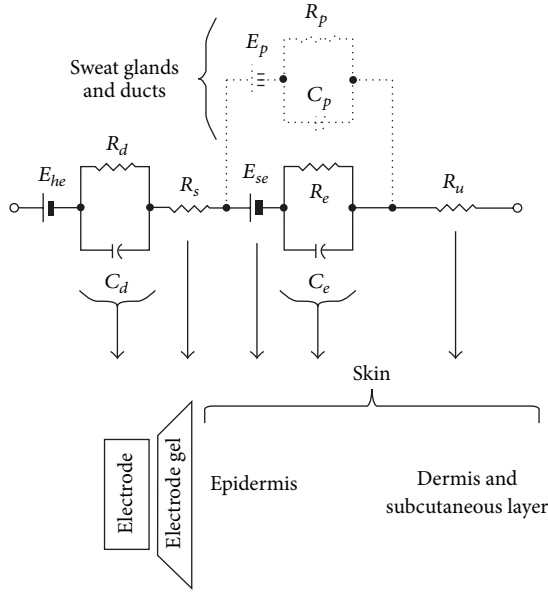 R_p
E_p
Sweat glands
and ducts
C_p
R_d
E_he
R_s
E_se
R_e
R_u
C_d
C_e
Skin
Electrode
Electrode gel
Epidermis
Dermis and
subcutaneous layer